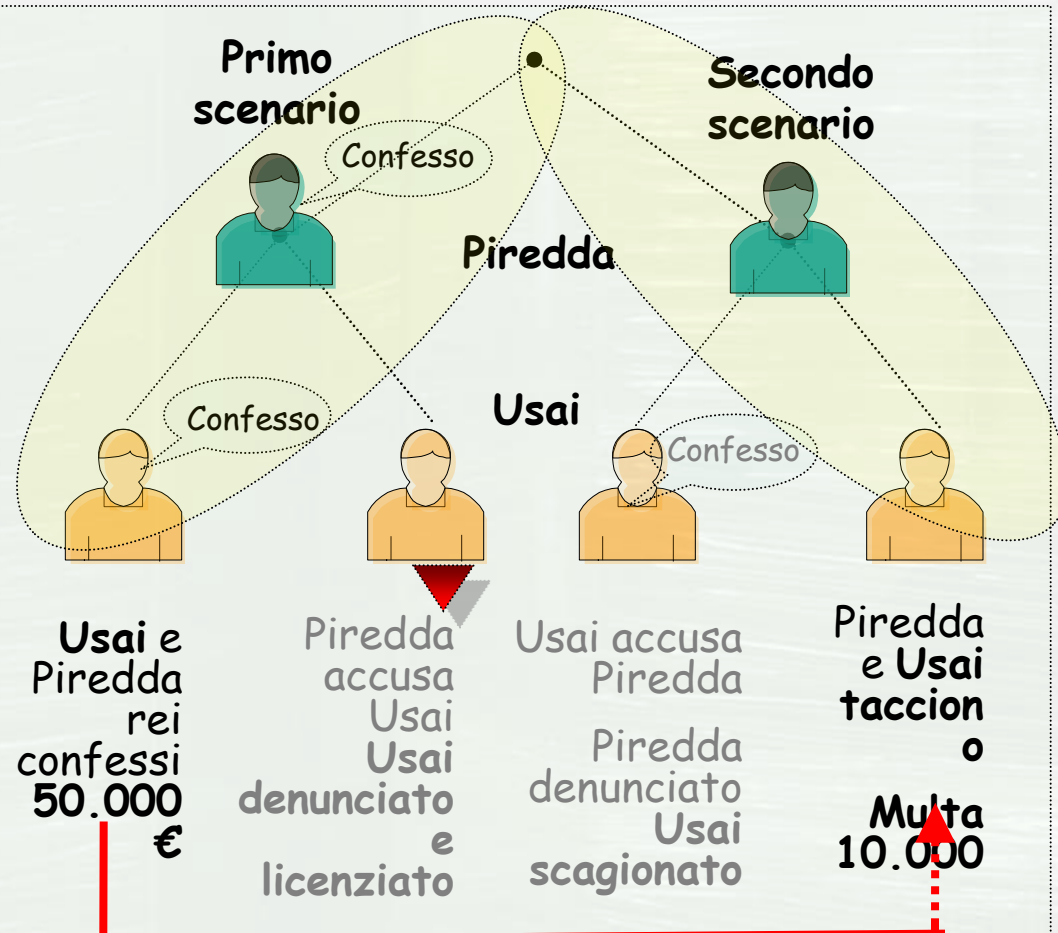 Primo
scenario
Secondo
scenario
Confesso
Piredda
Usai
Confesso
Confesso
Usai e
Piredda
rei
confessi
50.000
€
Piredda
accusa
Usai
Usai
denunciato
e
licenziato
Usai accusa
Piredda
Piredda
denunciato
Usai
scagionato
Piredda
e Usai
taccion
o
Multa
10.000